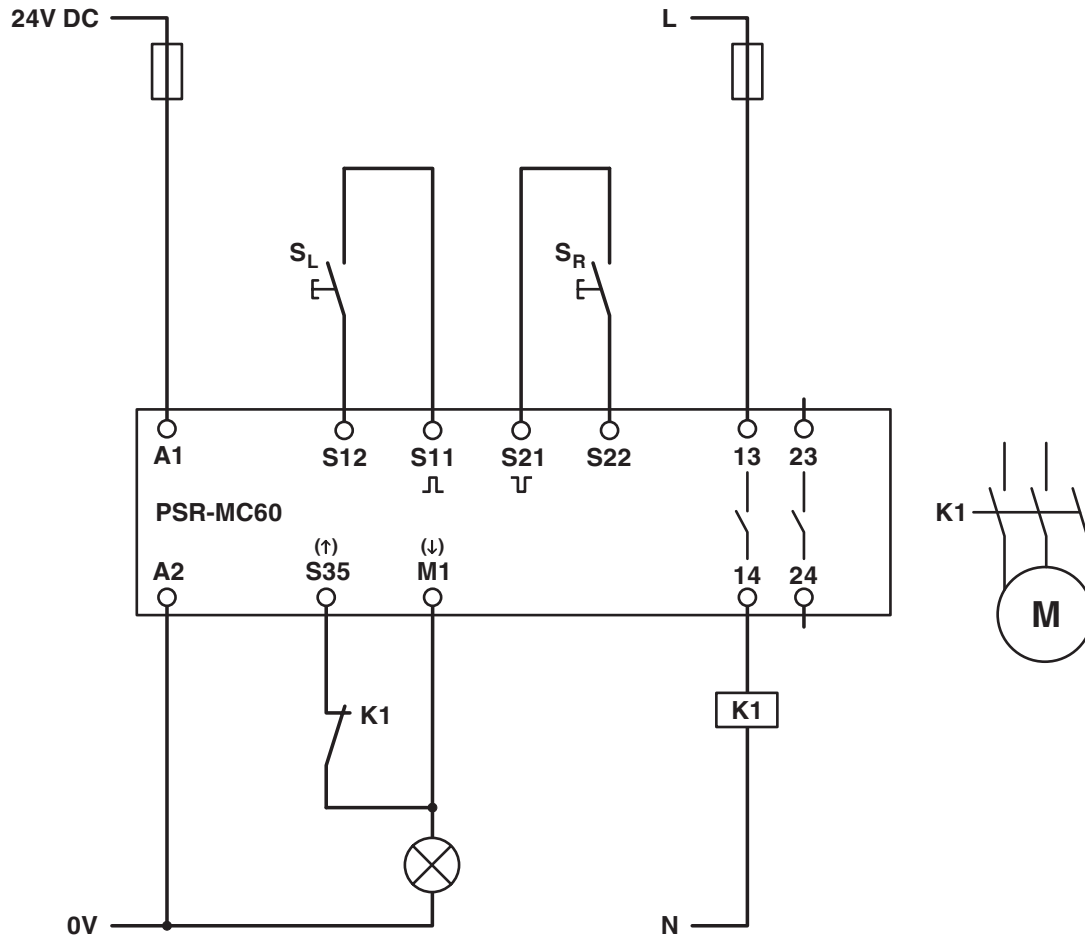 24V DC
L
S_L
S_R
A1
S12
S11
S21
S22
13
23
PSR-MC60
K1
(↑)
(↓)
A2
S35
M1
14
24
M
K1
K1
0V
N